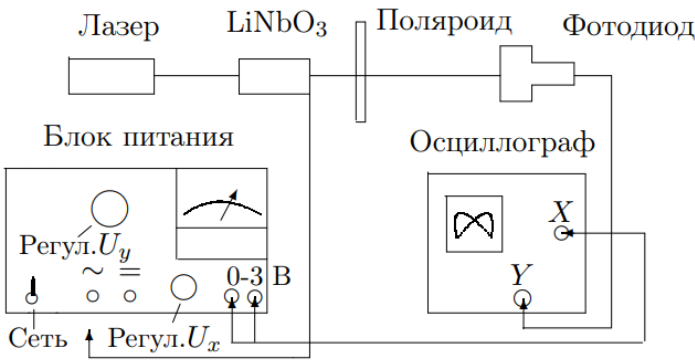 Лазер
LiNbO₃
Поляроид
Фотодиод
Блок питания
Осциллограф
Регул.Uy
X
~ =
0-3 В
Y
Сеть
Регул.Uₓ